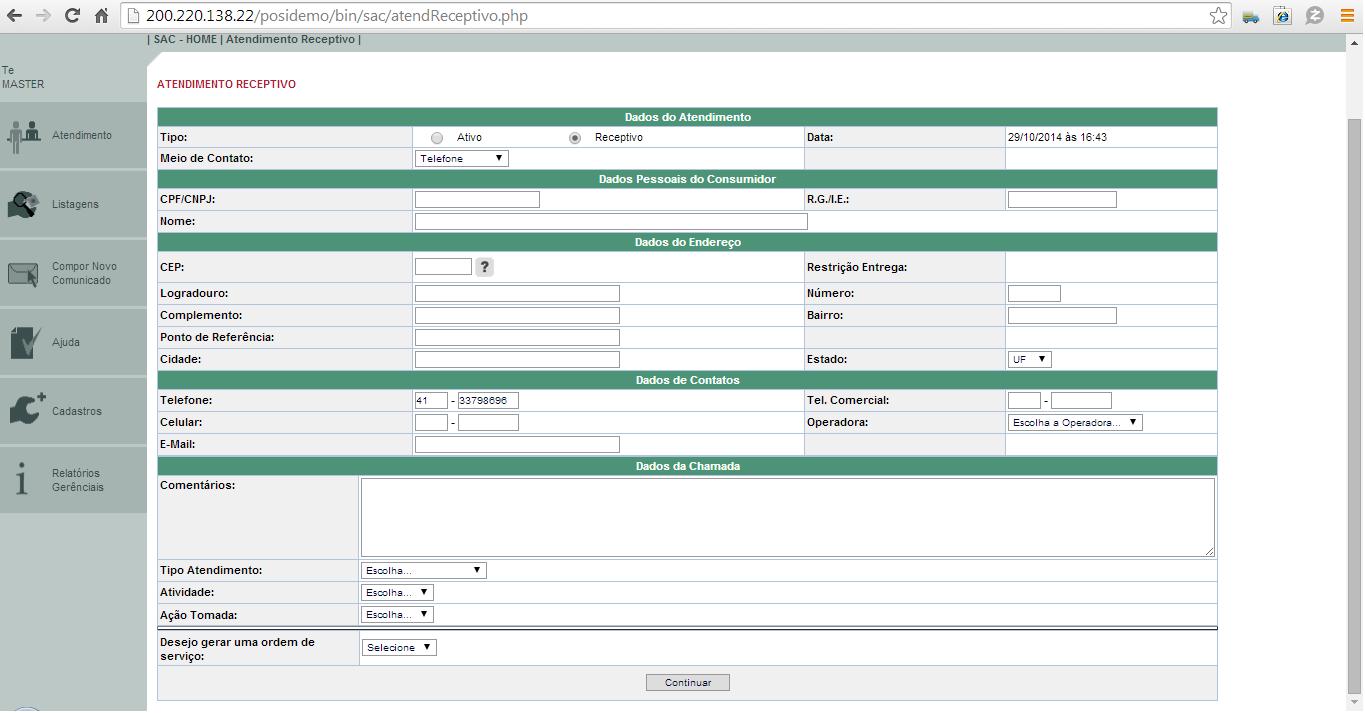 200.220.138.22/posidemo/bin/sac/atendReceptivo.php
| SAC - HOME | Atendimento Receptivo |
Te
MASTER
Atendimento
Listagens
Compor Novo
Comunicado
Ajuda
Cadastros
Relatórios
Gerênciais
ATENDIMENTO RECEPTIVO
Dados do Atendimento
Tipo: Ativo Receptivo Data: 29/10/2014 às 16:43
Meio de Contato: Telefone
Dados Pessoais do Consumidor
CPF/CNPJ: R.G./I.E.:
Nome:
Dados do Endereço
CEP: ? Restrição Entrega:
Logradouro: Número:
Complemento: Bairro:
Ponto de Referência:
Cidade: Estado: UF
Dados de Contatos
Telefone: 41 - 33798696 Tel. Comercial: -
Celular: - Operadora: Escolha a Operadora...
E-Mail:
Dados da Chamada
Comentários:
Tipo Atendimento: Escolha...
Atividade: Escolha...
Ação Tomada: Escolha...
Desejo gerar uma ordem de
serviço: Selecione
Continuar